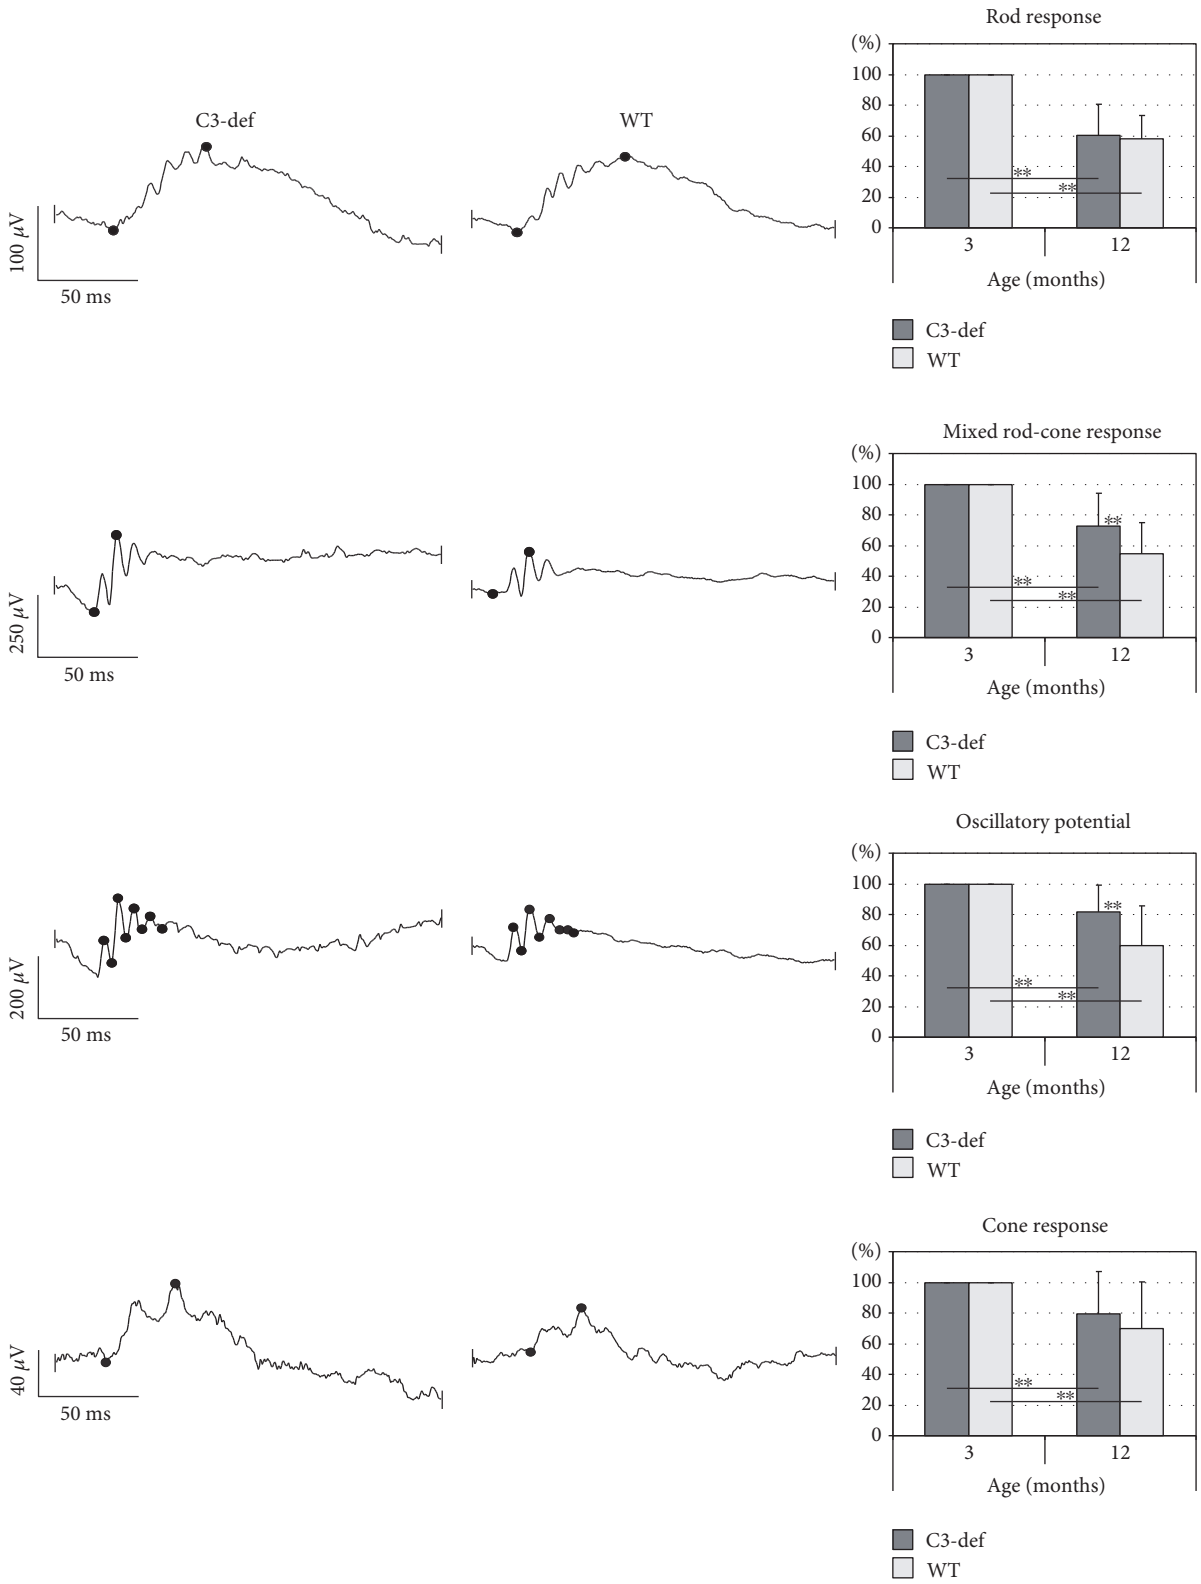 C3-def
WT
100 µV
50 ms
Rod response
(%)
100
80
60
40
20
0
**
**
3
12
Age (months)
C3-def
WT
250 µV
50 ms
Mixed rod-cone response
(%)
100
80
60
40
20
0
**
**
**
3
12
Age (months)
C3-def
WT
200 µV
50 ms
Oscillatory potential
(%)
100
80
60
40
20
0
**
**
**
3
12
Age (months)
C3-def
WT
40 µV
50 ms
Cone response
(%)
100
80
60
40
20
0
**
**
3
12
Age (months)
C3-def
WT